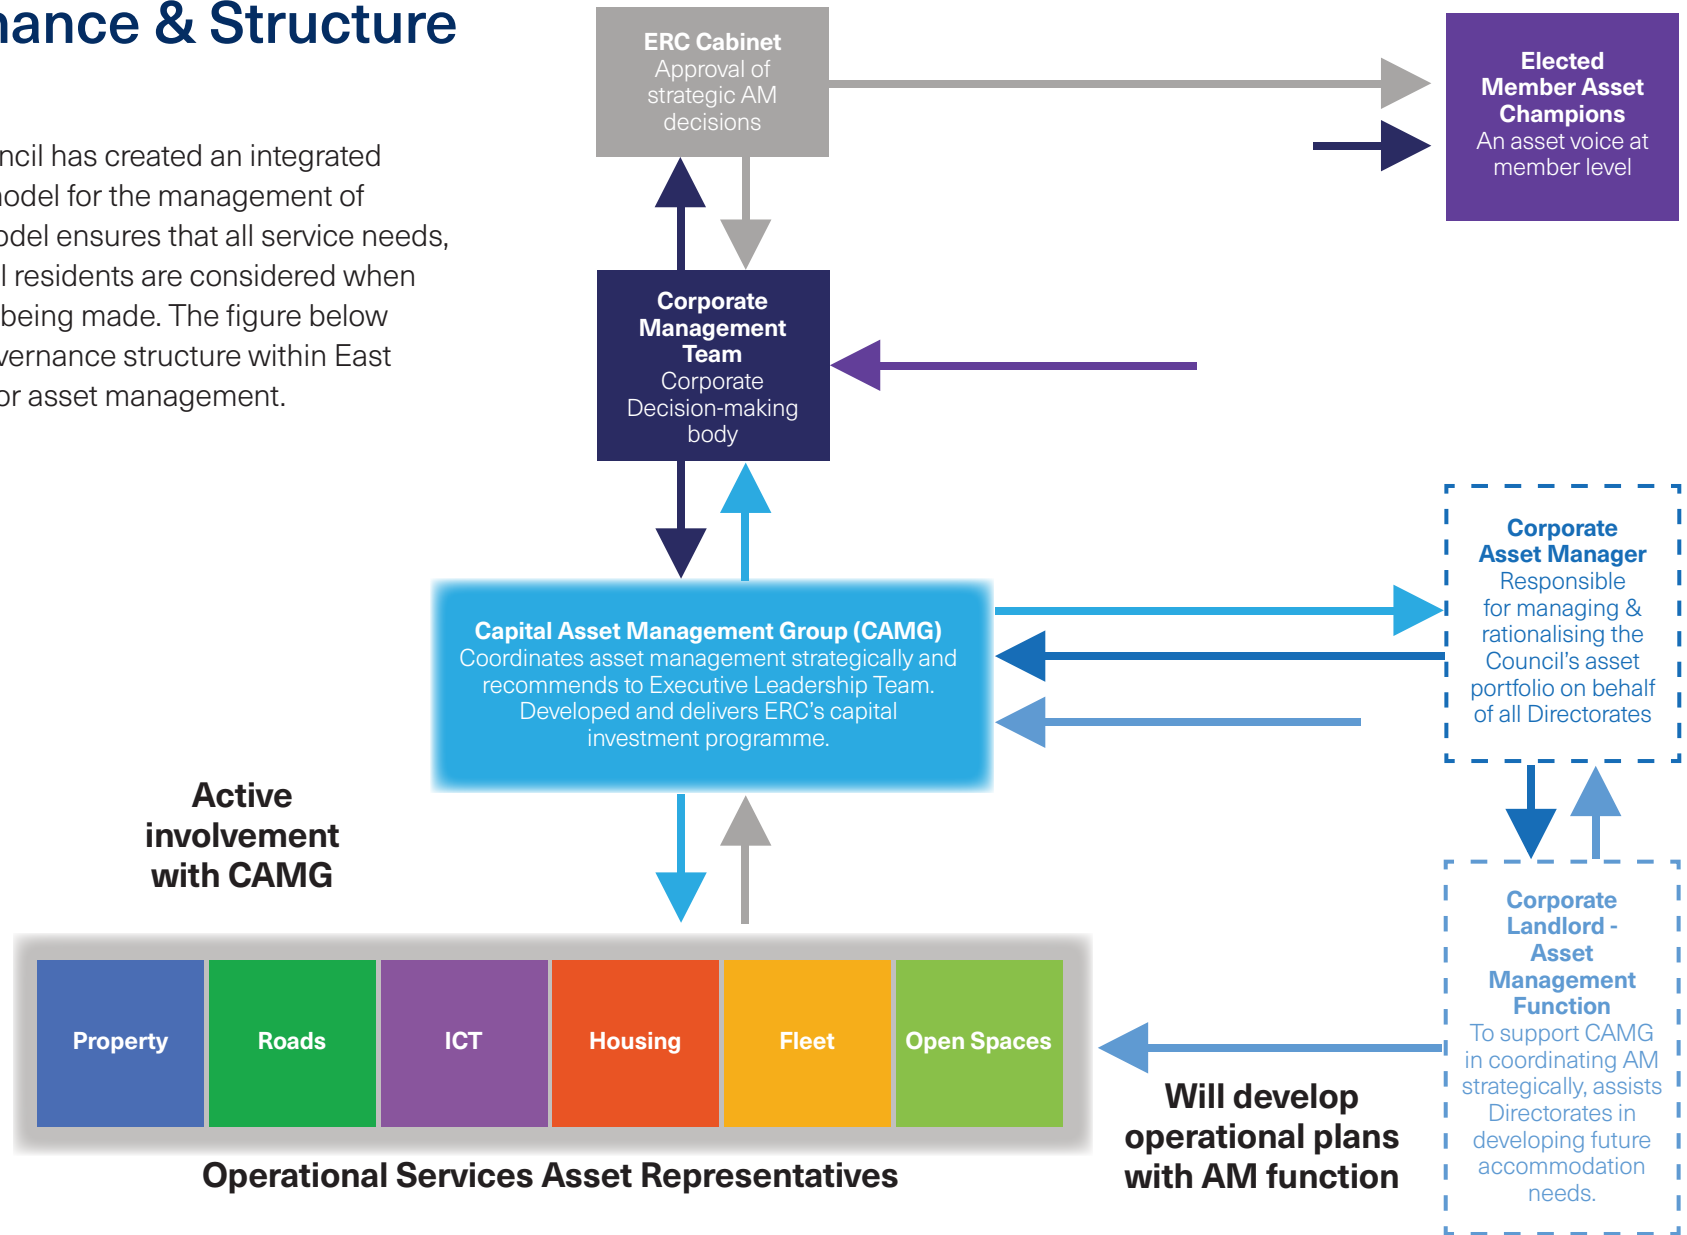 nance & Structure
ncil has created an integrated
nodel for the management of
odel ensures that all service needs,
l residents are considered when
being made. The figure below
vernance structure within East
or asset management.
ERC Cabinet
Approval of
strategic AM
decisions
Elected
Member Asset
Champions
An asset voice at
member level
Corporate
Management
Team
Corporate
Decision-making
body
Capital Asset Management Group (CAMG)
Coordinates asset management strategically and
recommends to Executive Leadership Team.
Developed and delivers ERC's capital
investment programme.
Corporate
Asset Manager
Responsible
for managing &
rationalising the
Council's asset
portfolio on behalf
of all Directorates
Active
involvement
with CAMG
Property
Roads
ICT
Housing
Fleet
Open Spaces
Operational Services Asset Representatives
Will develop
operational plans
with AM function
Corporate
Landlord -
Asset
Management
Function
To support CAMG
in coordinating AM
strategically, assists
Directorates in
developing future
accommodation
needs.